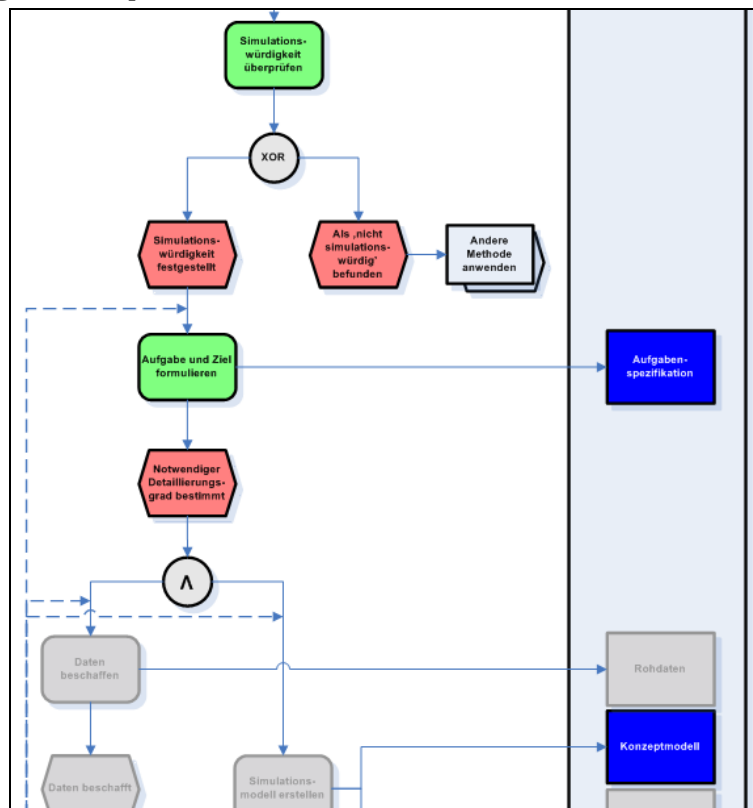 Simulations-
würdigkeit
überprüfen
XOR
Simulations-
würdigkeit
festgestellt
Als ‚nicht
simulations-
würdig'
befunden
Andere
Methode
anwenden
Aufgabe und Ziel
formulieren
Aufgaben-
spezifikation
Notwendiger
Detaillierungs-
grad bestimmt
Λ
Daten
beschaffen
Rohdaten
Konzeptmodell
Daten beschafft
Simulations-
modell erstellen